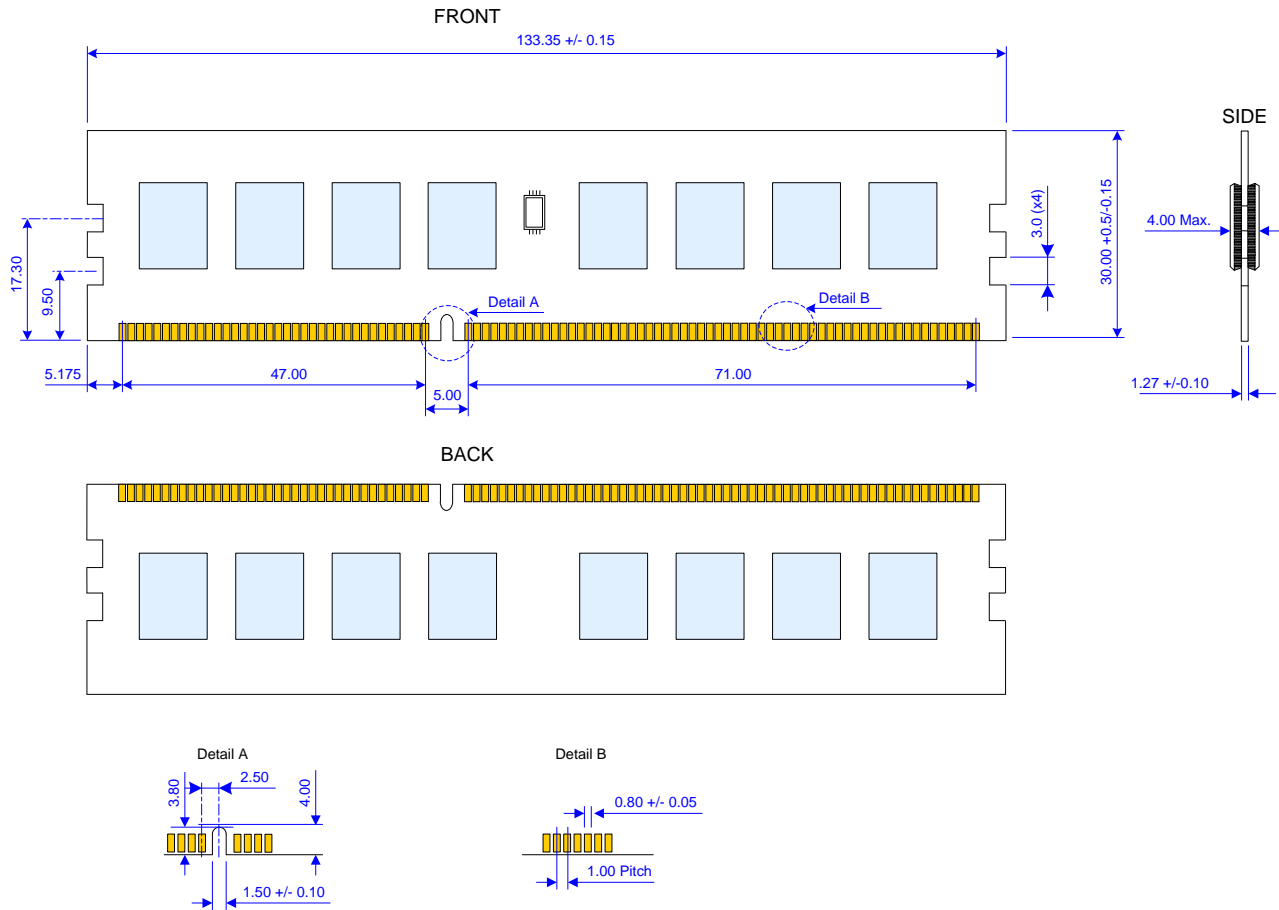 FRONT
133.35 +/- 0.15
SIDE
17.30
9.50
3.0 (x4)
30.00 +0.5/-0.15
4.00 Max.
Detail A
Detail B
5.175
47.00
5.00
71.00
1.27 +/-0.10
BACK
Detail A
3.80
2.50
4.00
1.50 +/- 0.10
Detail B
0.80 +/- 0.05
1.00 Pitch